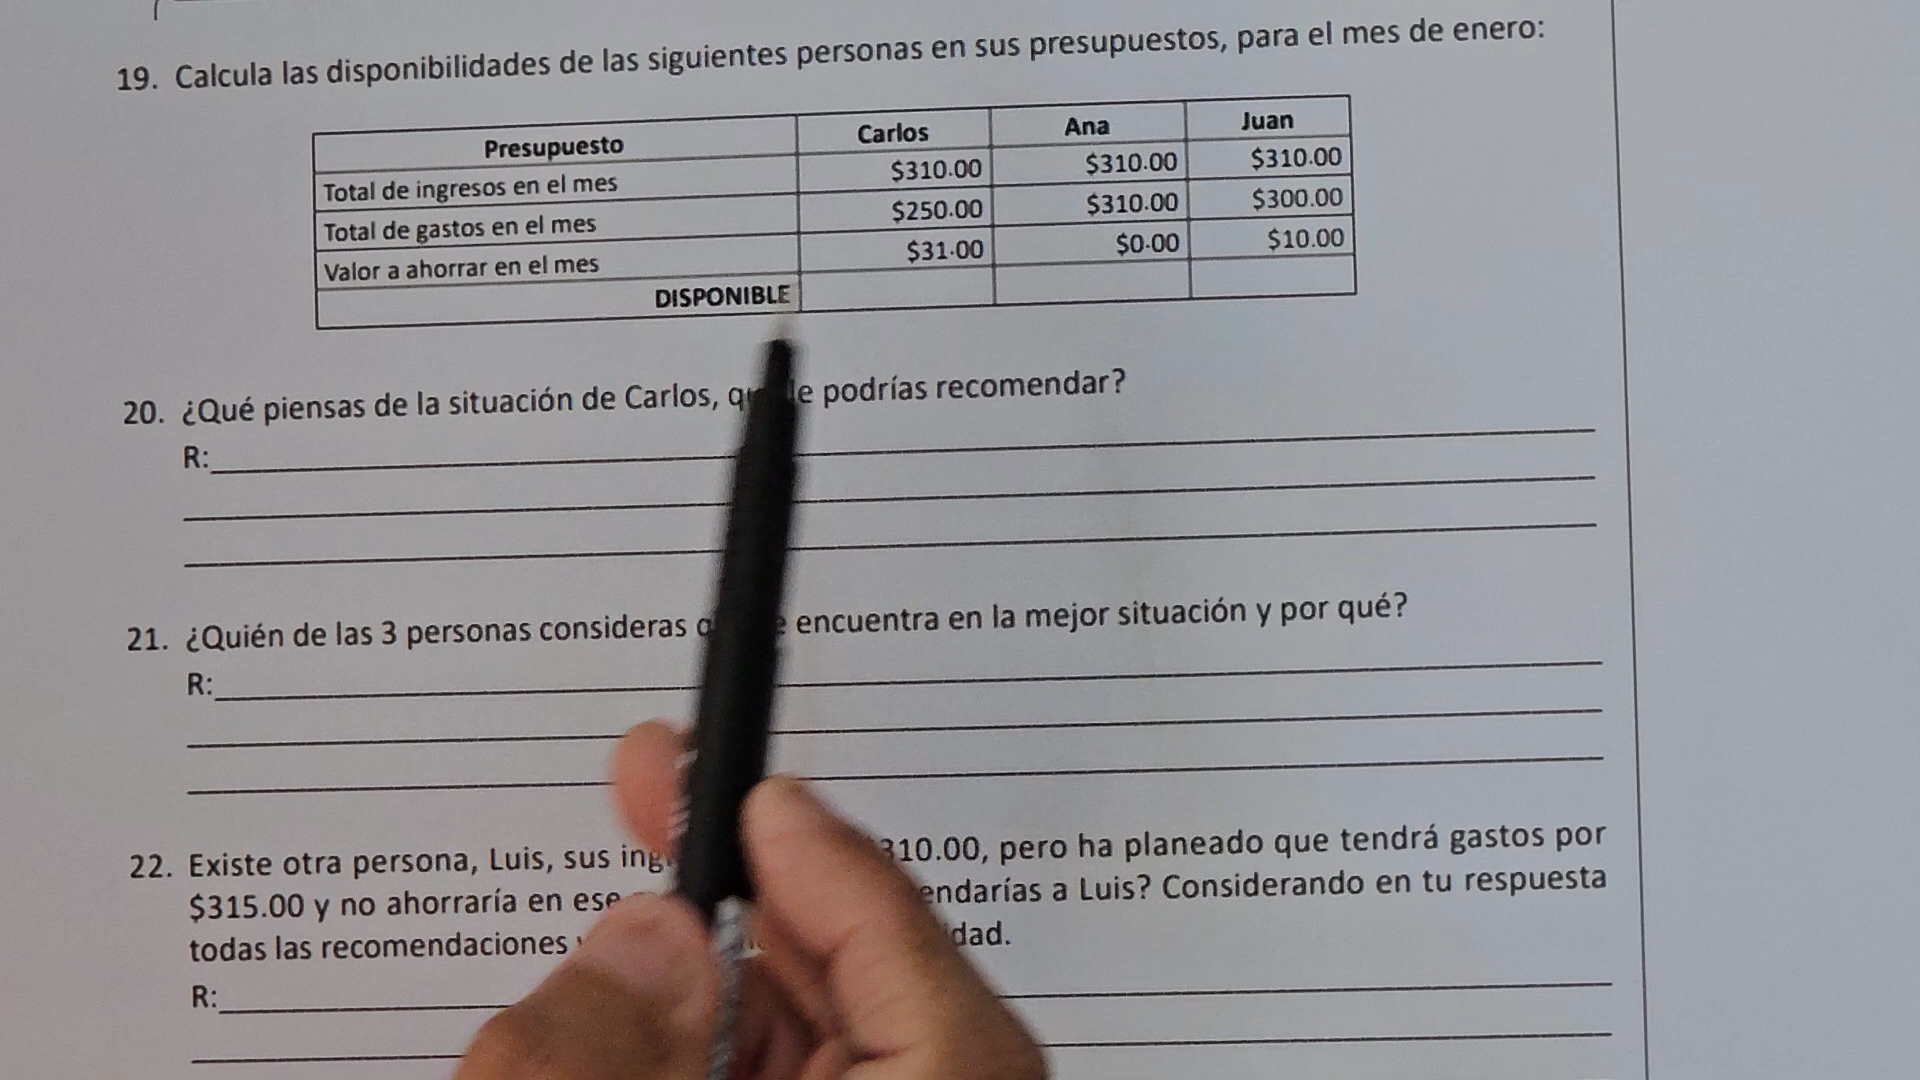 19. Calcula las disponibilidades de las siguientes personas en sus presupuestos, para el mes de enero:
Presupuesto Carlos Ana Juan
Total de ingresos en el mes $310.00 $310.00 $310.00
Total de gastos en el mes $250.00 $310.00 $300.00
Valor a ahorrar en el mes $31.00 $0.00 $10.00
DISPONIBLE
20. ¿Qué piensas de la situación de Carlos, podrías recomendar?
R:
21. ¿Quién de las 3 personas consideras encuentra en la mejor situación y por qué?
R:
22. Existe otra persona, Luis, sus 310.00, pero ha planeado que tendrá gastos por
$315.00 y no ahorraría en ese a Luis? Considerando en tu respuesta
todas las recomendaciones
R: